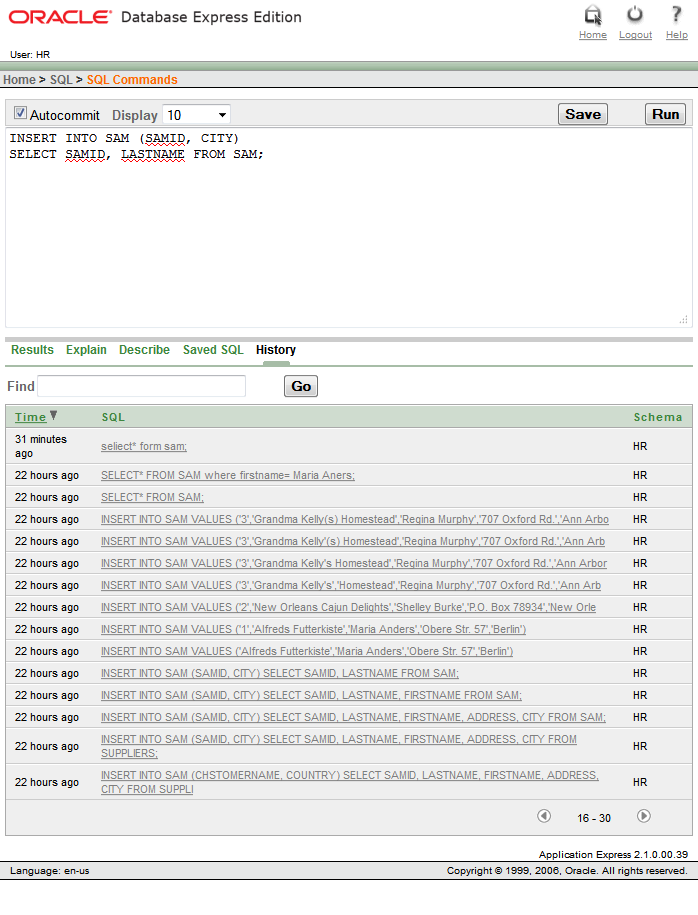 ORACLE® Database Express Edition
Home Logout Help
User: HR
Home > SQL > SQL Commands
Autocommit Display 10 Save Run
INSERT INTO SAM (SAMID, CITY)
SELECT SAMID, LASTNAME FROM SAM;
Results Explain Describe Saved SQL History
Find Go
Time SQL Schema
31 minutes
ago seliect* form sam; HR
22 hours ago SELECT* FROM SAM where firstname= Maria Aners; HR
22 hours ago SELECT* FROM SAM; HR
22 hours ago INSERT INTO SAM VALUES ('3','Grandma Kelly(s) Homestead','Regina Murphy','707 Oxford Rd.','Ann Arbo HR
22 hours ago INSERT INTO SAM VALUES ('3','Grandma Kelly'(s) Homestead','Regina Murphy','707 Oxford Rd.','Ann Arb HR
22 hours ago INSERT INTO SAM VALUES ('3','Grandma Kelly's Homestead','Regina Murphy','707 Oxford Rd.','Ann Arbor HR
22 hours ago INSERT INTO SAM VALUES ('3','Grandma Kelly's','Homestead','Regina Murphy','707 Oxford Rd.','Ann Arb HR
22 hours ago INSERT INTO SAM VALUES ('2','New Orleans Cajun Delights','Shelley Burke','P.O. Box 78934','New Orle HR
22 hours ago INSERT INTO SAM VALUES ('1','Alfreds Futterkiste','Maria Anders','Obere Str. 57','Berlin') HR
22 hours ago INSERT INTO SAM VALUES ('Alfreds Futterkiste','Maria Anders','Obere Str. 57','Berlin') HR
22 hours ago INSERT INTO SAM (SAMID, CITY) SELECT SAMID, LASTNAME FROM SAM; HR
22 hours ago INSERT INTO SAM (SAMID, CITY) SELECT SAMID, LASTNAME, FIRSTNAME FROM SAM; HR
22 hours ago INSERT INTO SAM (SAMID, CITY) SELECT SAMID, LASTNAME, FIRSTNAME, ADDRESS, CITY FROM SAM; HR
22 hours ago INSERT INTO SAM (SAMID, CITY) SELECT SAMID, LASTNAME, FIRSTNAME, ADDRESS, CITY FROM HR
SUPPLIERS;
22 hours ago INSERT INTO SAM (CHSTOMERNAME, COUNTRY) SELECT SAMID, LASTNAME, FIRSTNAME, ADDRESS, HR
CITY FROM SUPPLI
16 - 30
Application Express 2.1.0.00.39
Language: en-us Copyright © 1999, 2006, Oracle. All rights reserved.